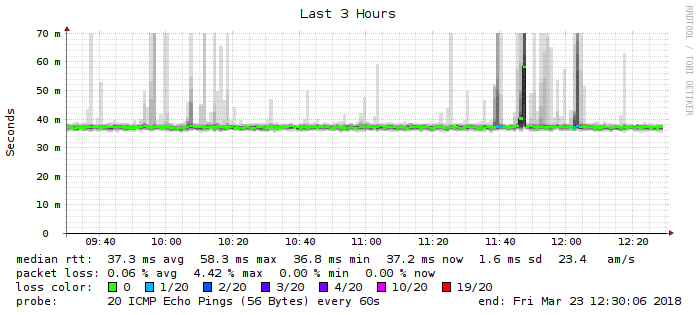 Last 3 Hours
RRDTOOL / TOBI OETIKER
Seconds
70 m
60 m
50 m
40 m
30 m
20 m
10 m
0
09:40 10:00 10:20 10:40 11:00 11:20 11:40 12:00 12:20
median rtt: 37.3 ms avg 58.3 ms max 36.8 ms min 37.2 ms now 1.6 ms sd 23.4 am/s
packet loss: 0.06 % avg 4.42 % max 0.00 % min 0.00 % now
loss color: 0 1/20 2/20 3/20 4/20 10/20 19/20
probe: 20 ICMP Echo Pings (56 Bytes) every 60s end: Fri Mar 23 12:30:06 2018